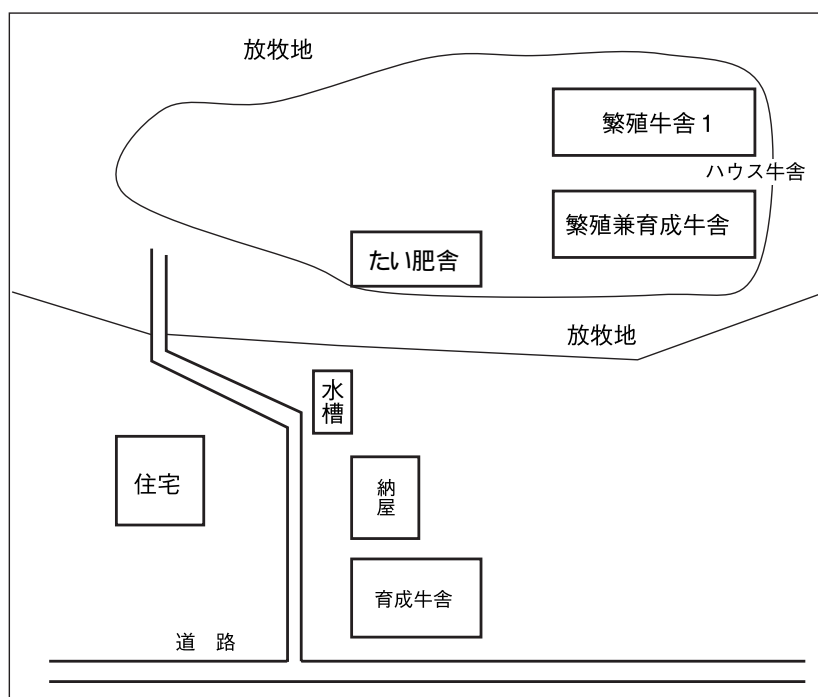 放牧地
繁殖牛舎1
ハウス牛舎
繁殖兼育成牛舎
たい肥舎
放牧地
水槽
住宅
納屋
育成牛舎
道 路